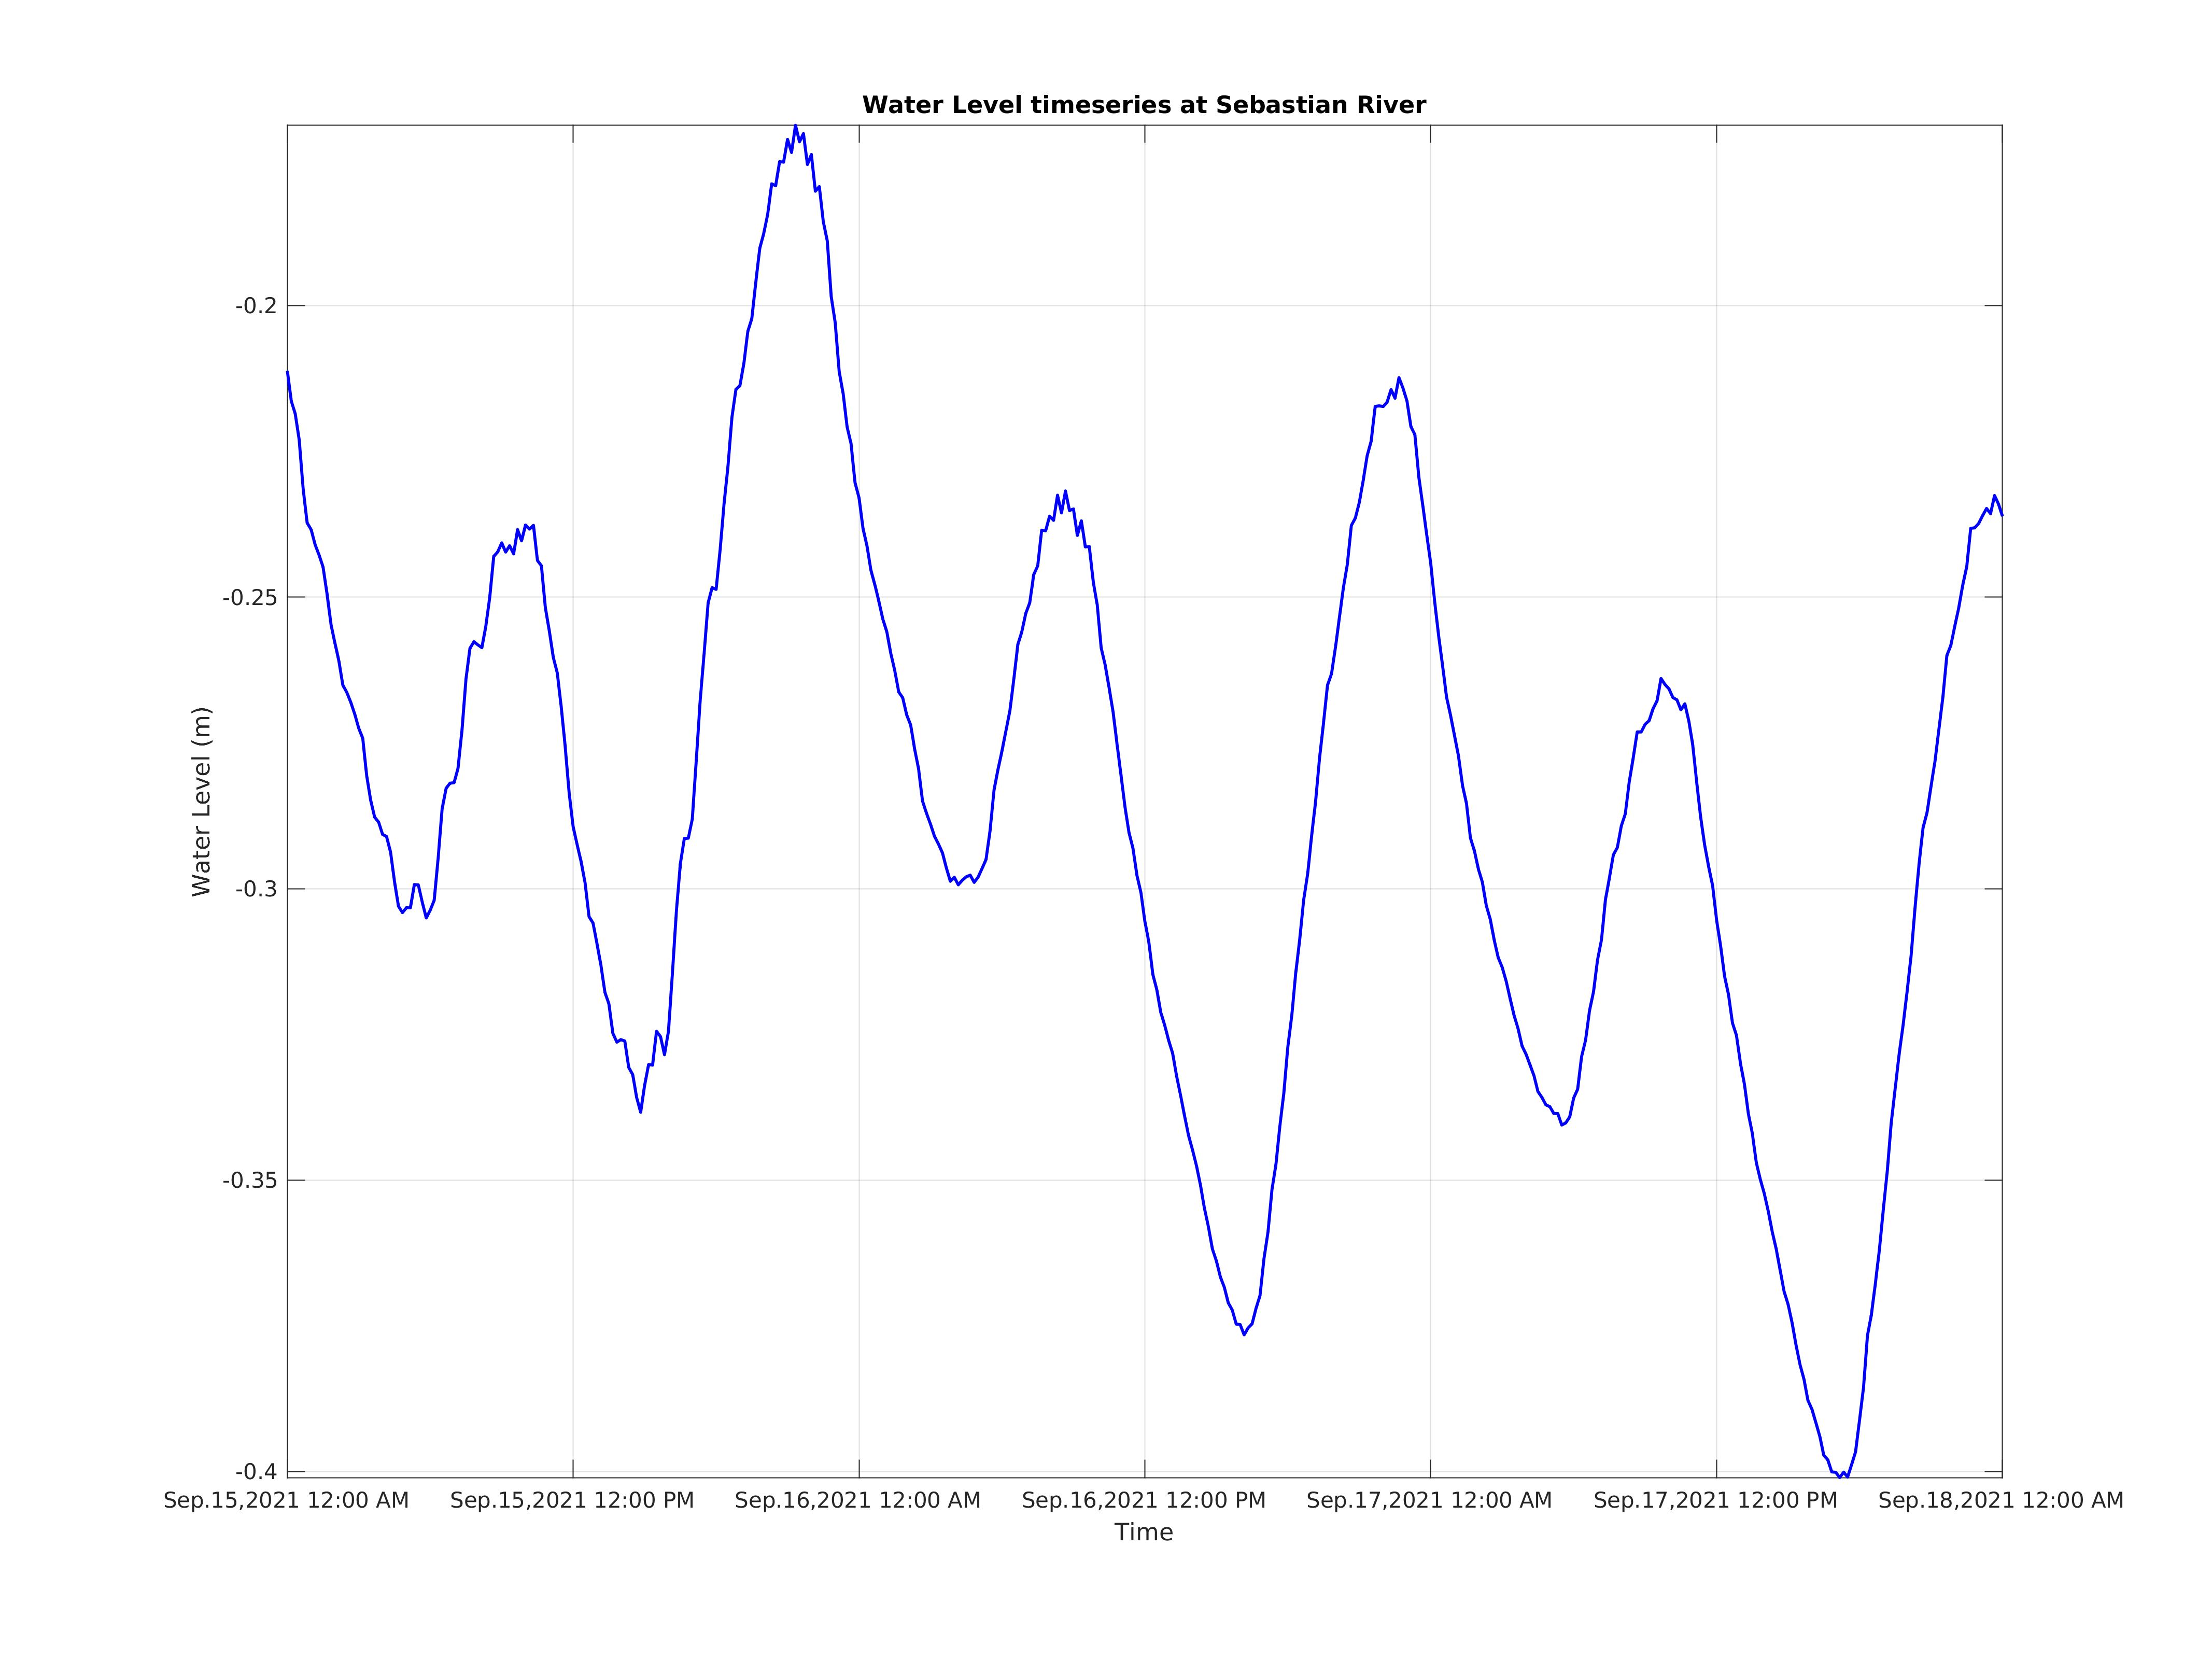 Water Level timeseries at Sebastian River
-0.2
-0.25
-0.3
-0.35
-0.4
Water Level (m)
Sep.15,2021 12:00 AM
Sep.15,2021 12:00 PM
Sep.16,2021 12:00 AM
Sep.16,2021 12:00 PM
Sep.17,2021 12:00 AM
Sep.17,2021 12:00 PM
Sep.18,2021 12:00 AM
Time